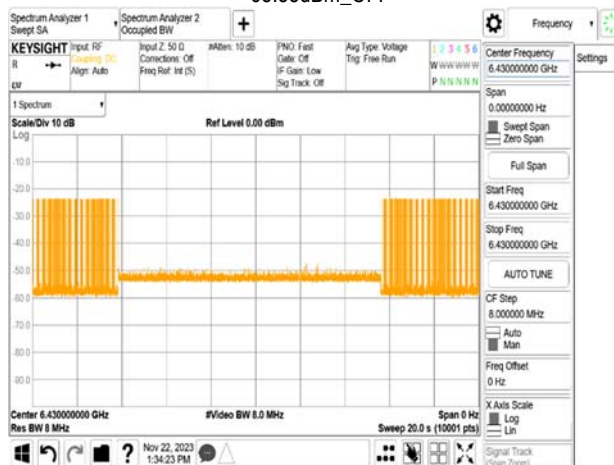 Spectrum Analyzer 1
Swept SA
Spectrum Analyzer 2
Occupied BW
+
Frequency
Settings
KEYSIGHT
R
Input: RF
Coupling: DC
Align: Auto
Input Z: 50 Ω
Corrections: Off
Freq Ref: Int (S)
#Atten: 10 dB
PNO: Fast
Gate: Off
IF Gain: Low
Sig Track: Off
Avg Type: Voltage
Trig: Free Run
1 2 3 4 5 6
W W W W W W
P N N N N N
1 Spectrum
Scale/Div 10 dB
Ref Level 0.00 dBm
Log
-10.0
-20.0
-30.0
-40.0
-50.0
-60.0
-70.0
-80.0
-90.0
Center 6.430000000 GHz
#Video BW 8.0 MHz
Span 0 Hz
Res BW 8 MHz
Sweep 20.0 s (10001 pts)
Nov 22, 2023
1:34:23 PM
Center Frequency
6.430000000 GHz
Span
0.00000000 Hz
Swept Span
Zero Span
Full Span
Start Freq
6.430000000 GHz
Stop Freq
6.430000000 GHz
AUTO TUNE
CF Step
8.000000 MHz
Auto
Man
Freq Offset
0 Hz
X Axis Scale
Log
Lin
Signal Track
(Span Zoom)